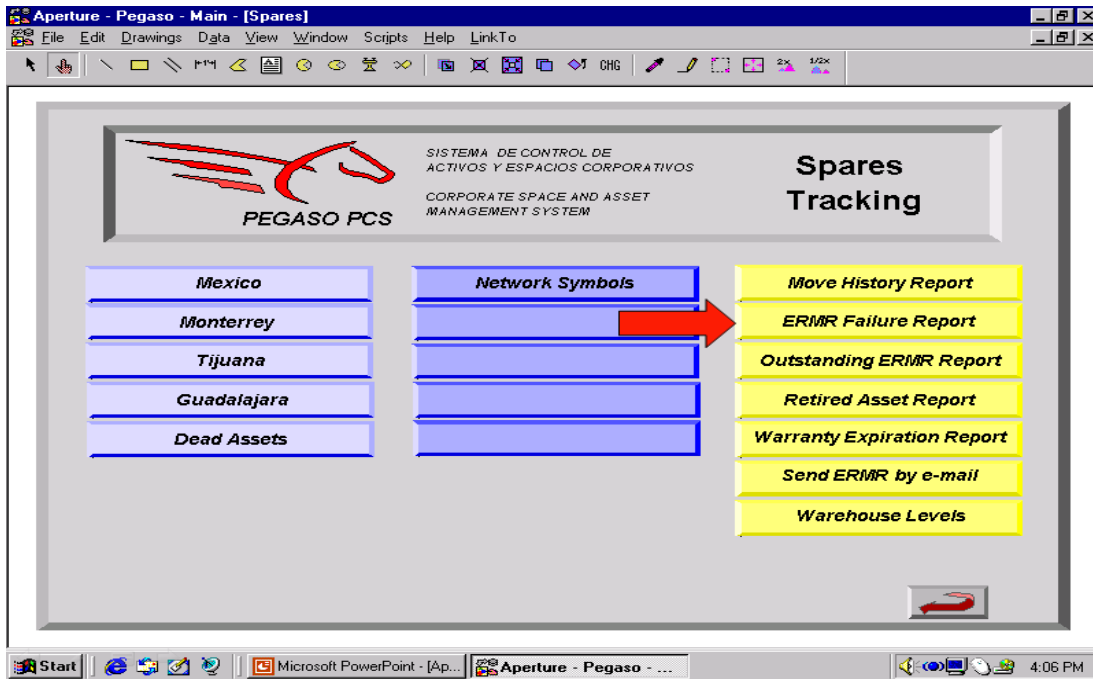 Aperture - Pegaso - Main - [Spares]
File Edit Drawings Data View Window Scripts Help LinkTo
CHG 2X 1/2X
PEGASO PCS
SISTEMA DE CONTROL DE
ACTIVOS Y ESPACIOS CORPORATIVOS
CORPORATE SPACE AND ASSET
MANAGEMENT SYSTEM
Spares
Tracking
Mexico
Monterrey
Tijuana
Guadalajara
Dead Assets
Network Symbols
Move History Report
ERMR Failure Report
Outstanding ERMR Report
Retired Asset Report
Warranty Expiration Report
Send ERMR by e-mail
Warehouse Levels
Start Microsoft PowerPoint - [Ap... Aperture - Pegaso - ... 4:06 PM